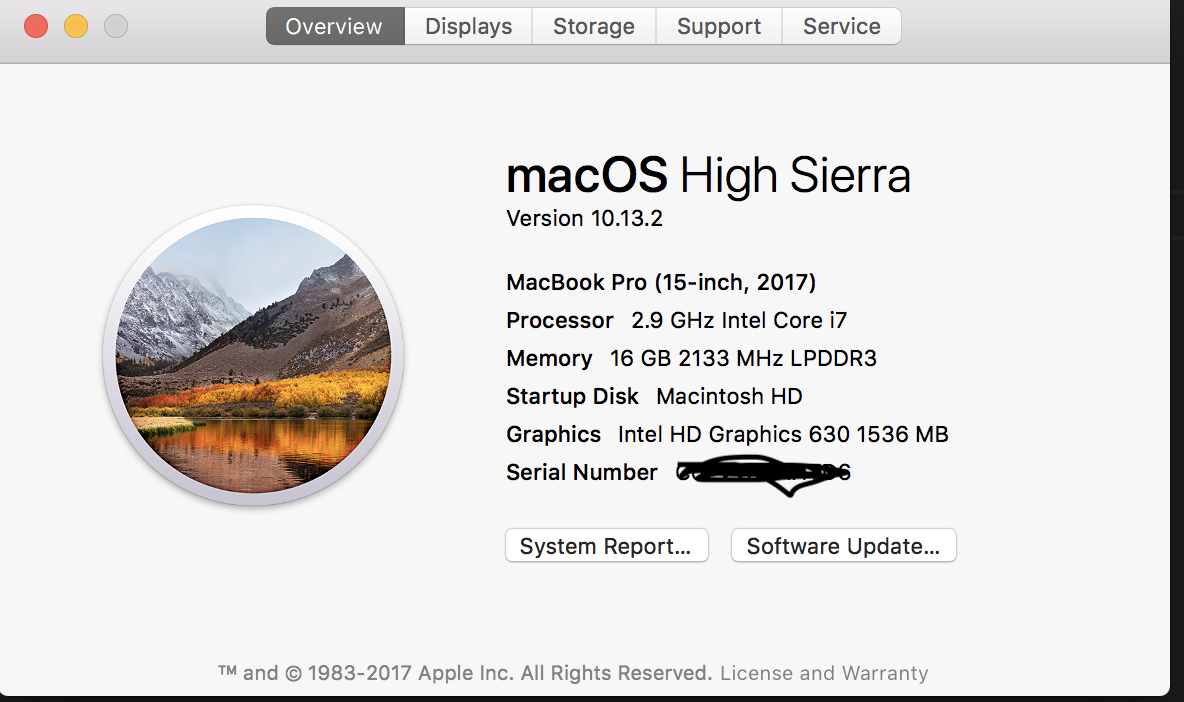 Overview Displays Storage Support Service
macOS High Sierra
Version 10.13.2
MacBook Pro (15-inch, 2017)
Processor 2.9 GHz Intel Core i7
Memory 16 GB 2133 MHz LPDDR3
Startup Disk Macintosh HD
Graphics Intel HD Graphics 630 1536 MB
Serial Number
System Report... Software Update...
™ and © 1983-2017 Apple Inc. All Rights Reserved. License and Warranty